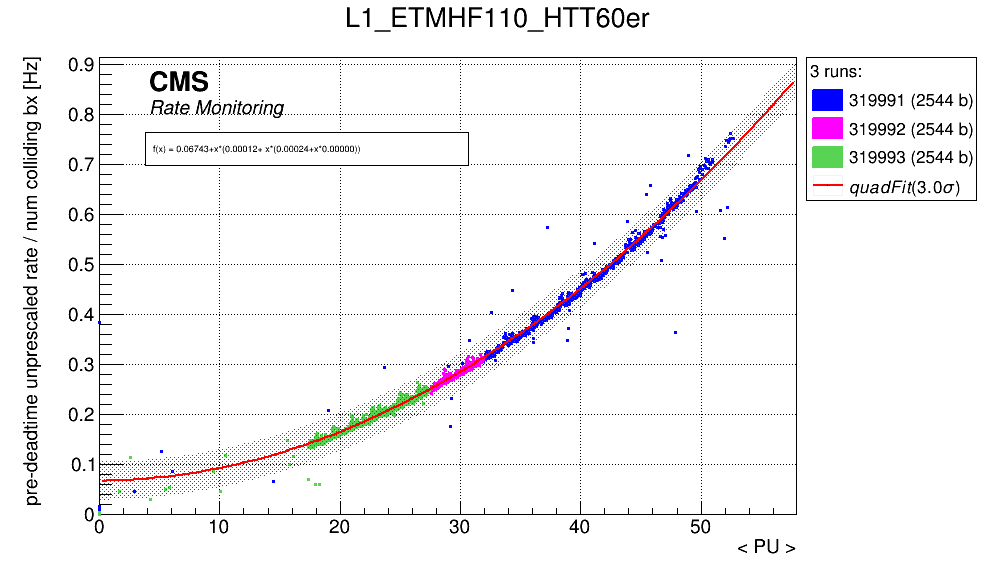 L1_ETMHF110_HTT60er
pre-deadtime unprescaled rate / num colliding bx [Hz]
CMS
Rate Monitoring
f(x) = 0.06743+x*(0.00012+ x*(0.00024+x*0.00000))
3 runs:
319991 (2544 b)
319992 (2544 b)
319993 (2544 b)
quadFit(3.0σ)
0.9
0.8
0.7
0.6
0.5
0.4
0.3
0.2
0.1
0
0 10 20 30 40 50
< PU >